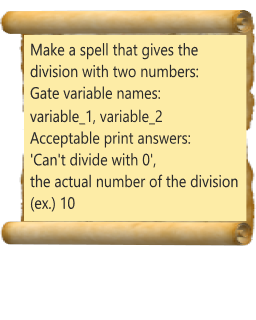 Make a spell that gives the
division with two numbers:
Gate variable names:
variable_1, variable_2
Acceptable print answers:
'Can't divide with 0',
the actual number of the division
(ex.) 10